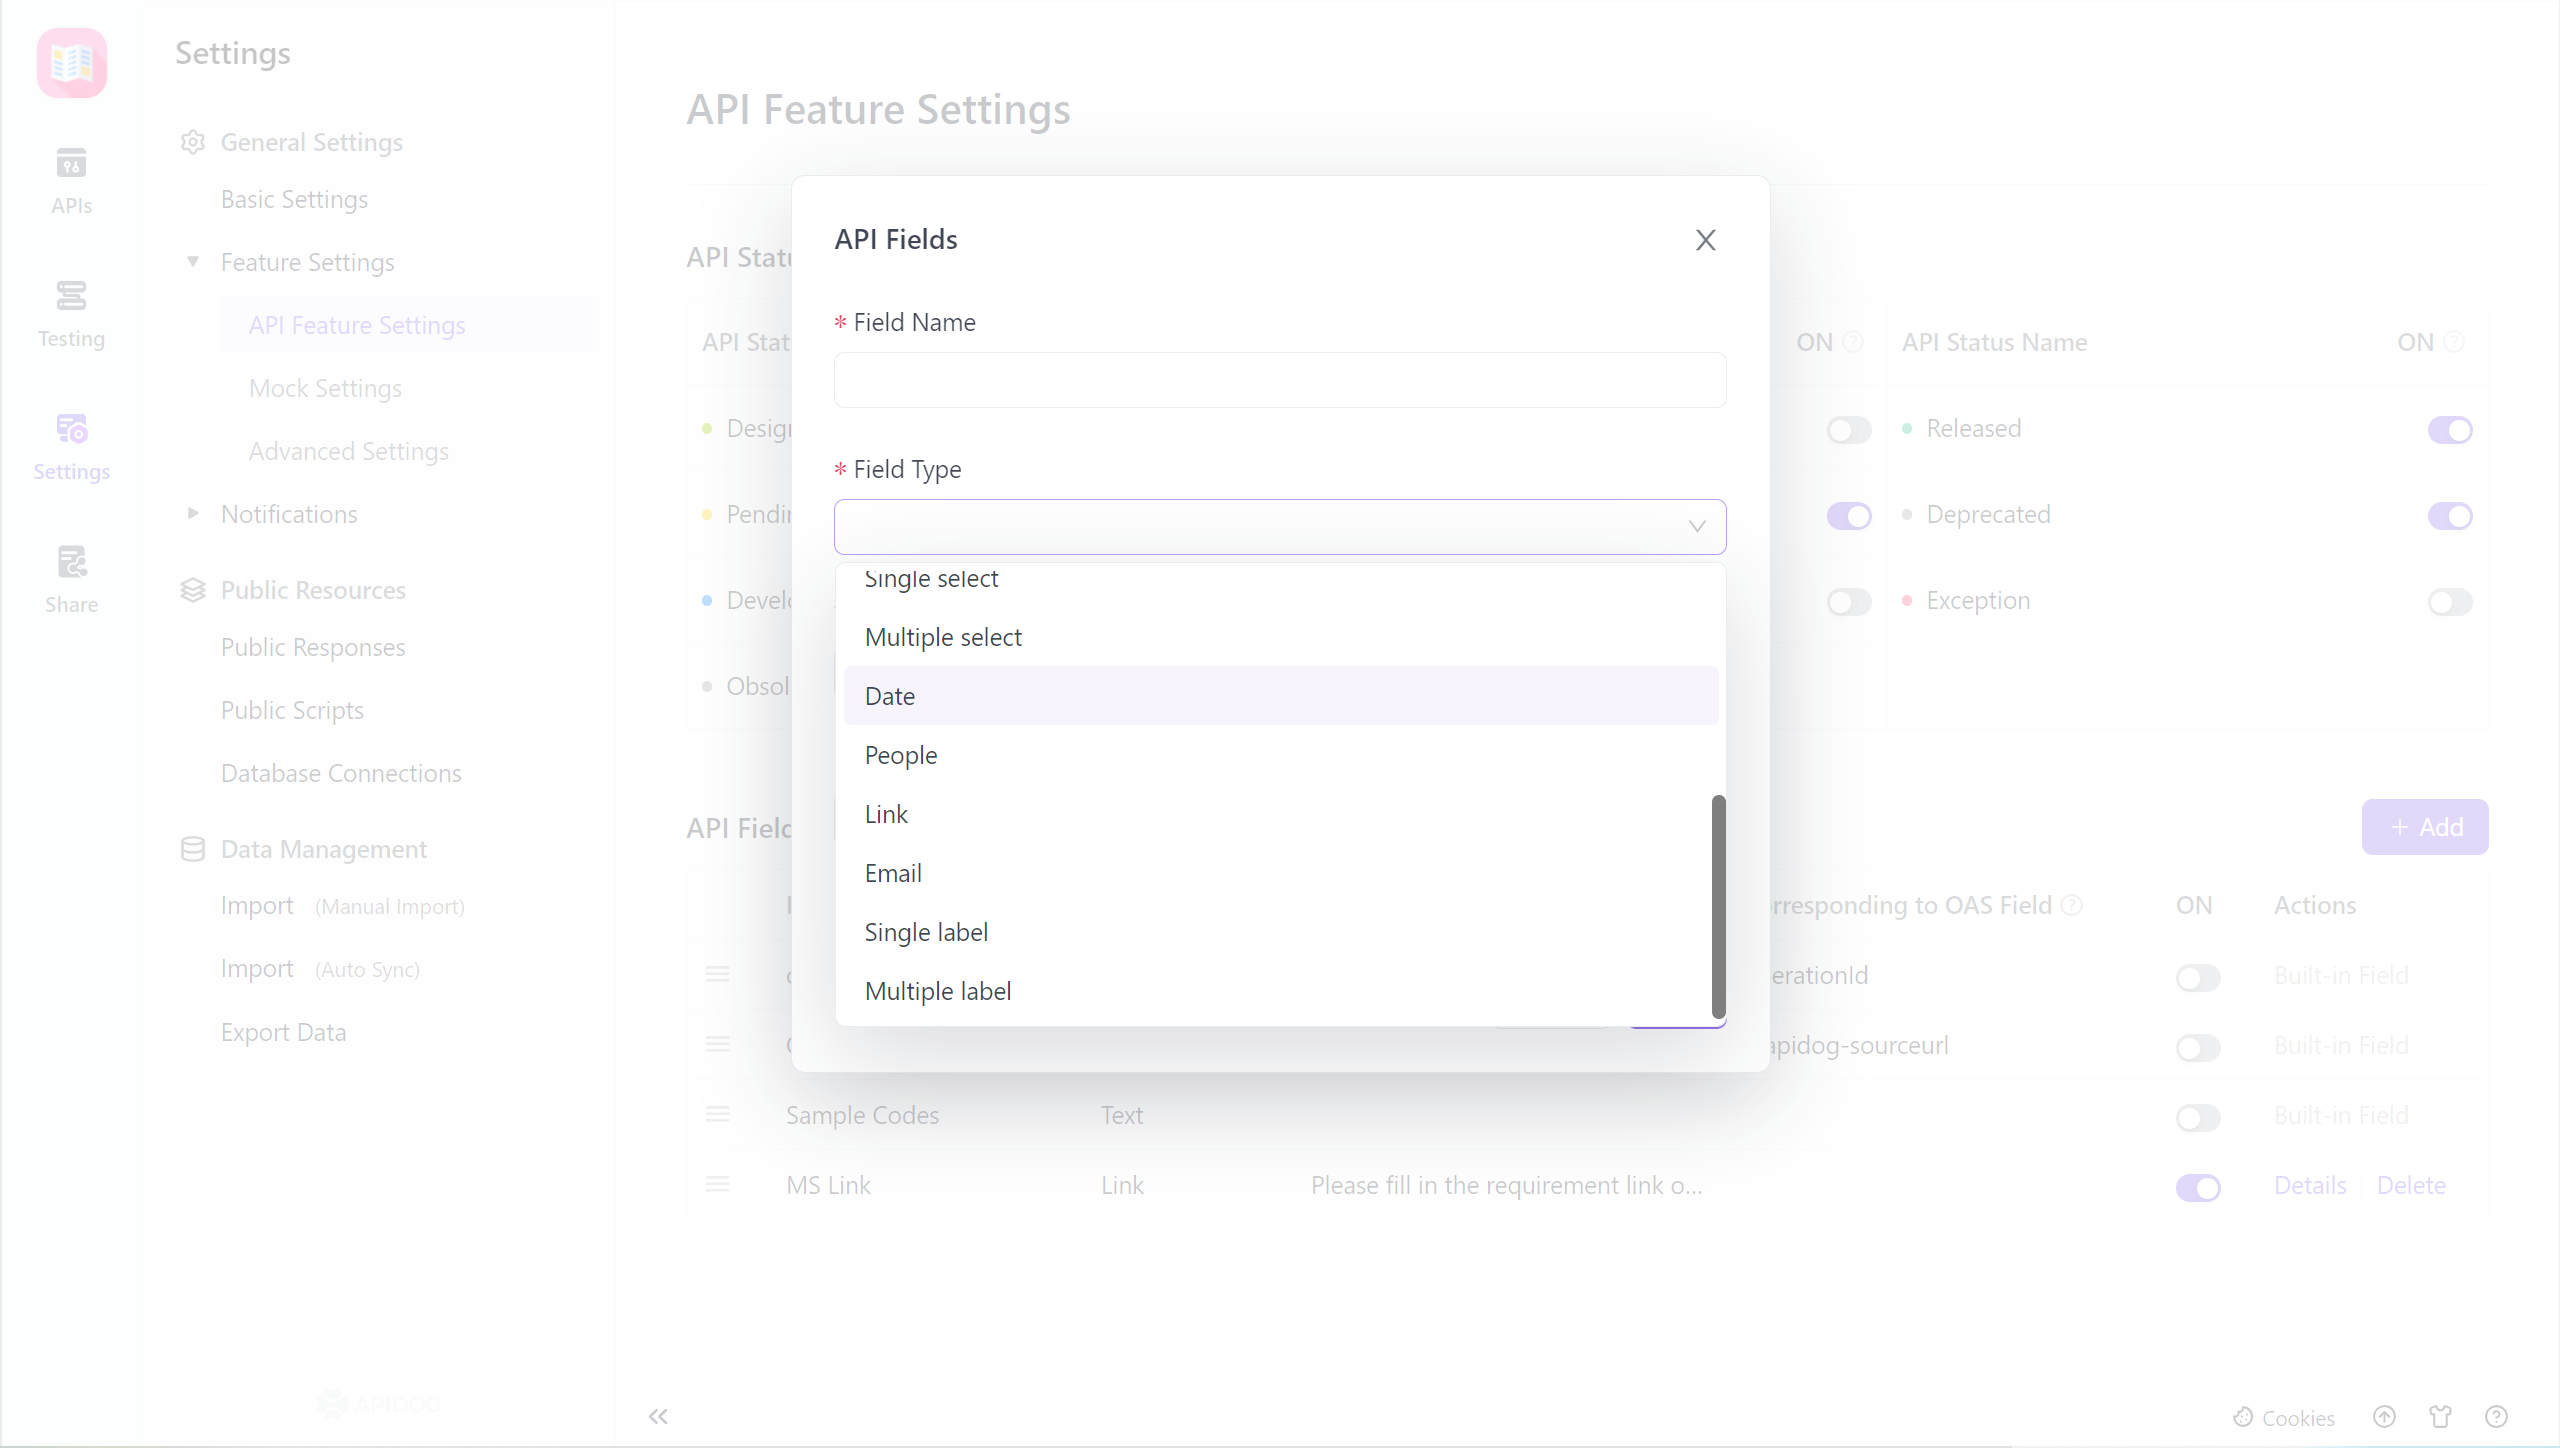 Settings
General Settings
Basic Settings
Feature Settings
API Feature Settings
Mock Settings
Advanced Settings
Notifications
Public Resources
Public Responses
Public Scripts
Database Connections
Data Management
Import (Manual Import)
Import (Auto Sync)
Export Data
APIDOG
APIs
Testing
Settings
Share
API Feature Settings
API Statu
API Stat
Design
Pendin
Develo
Obsol
ON
API Status Name
ON
Released
Deprecated
Exception
API Fields
* Field Name
* Field Type
Single select
Multiple select
Date
People
Link
Email
Single label
Multiple label
API Field
+ Add
rresponding to OAS Field
ON
Actions
erationId
Built-in Field
apidog-sourceurl
Built-in Field
Sample Codes
Text
Built-in Field
MS Link
Link
Please fill in the requirement link o...
Details
Delete
Cookies